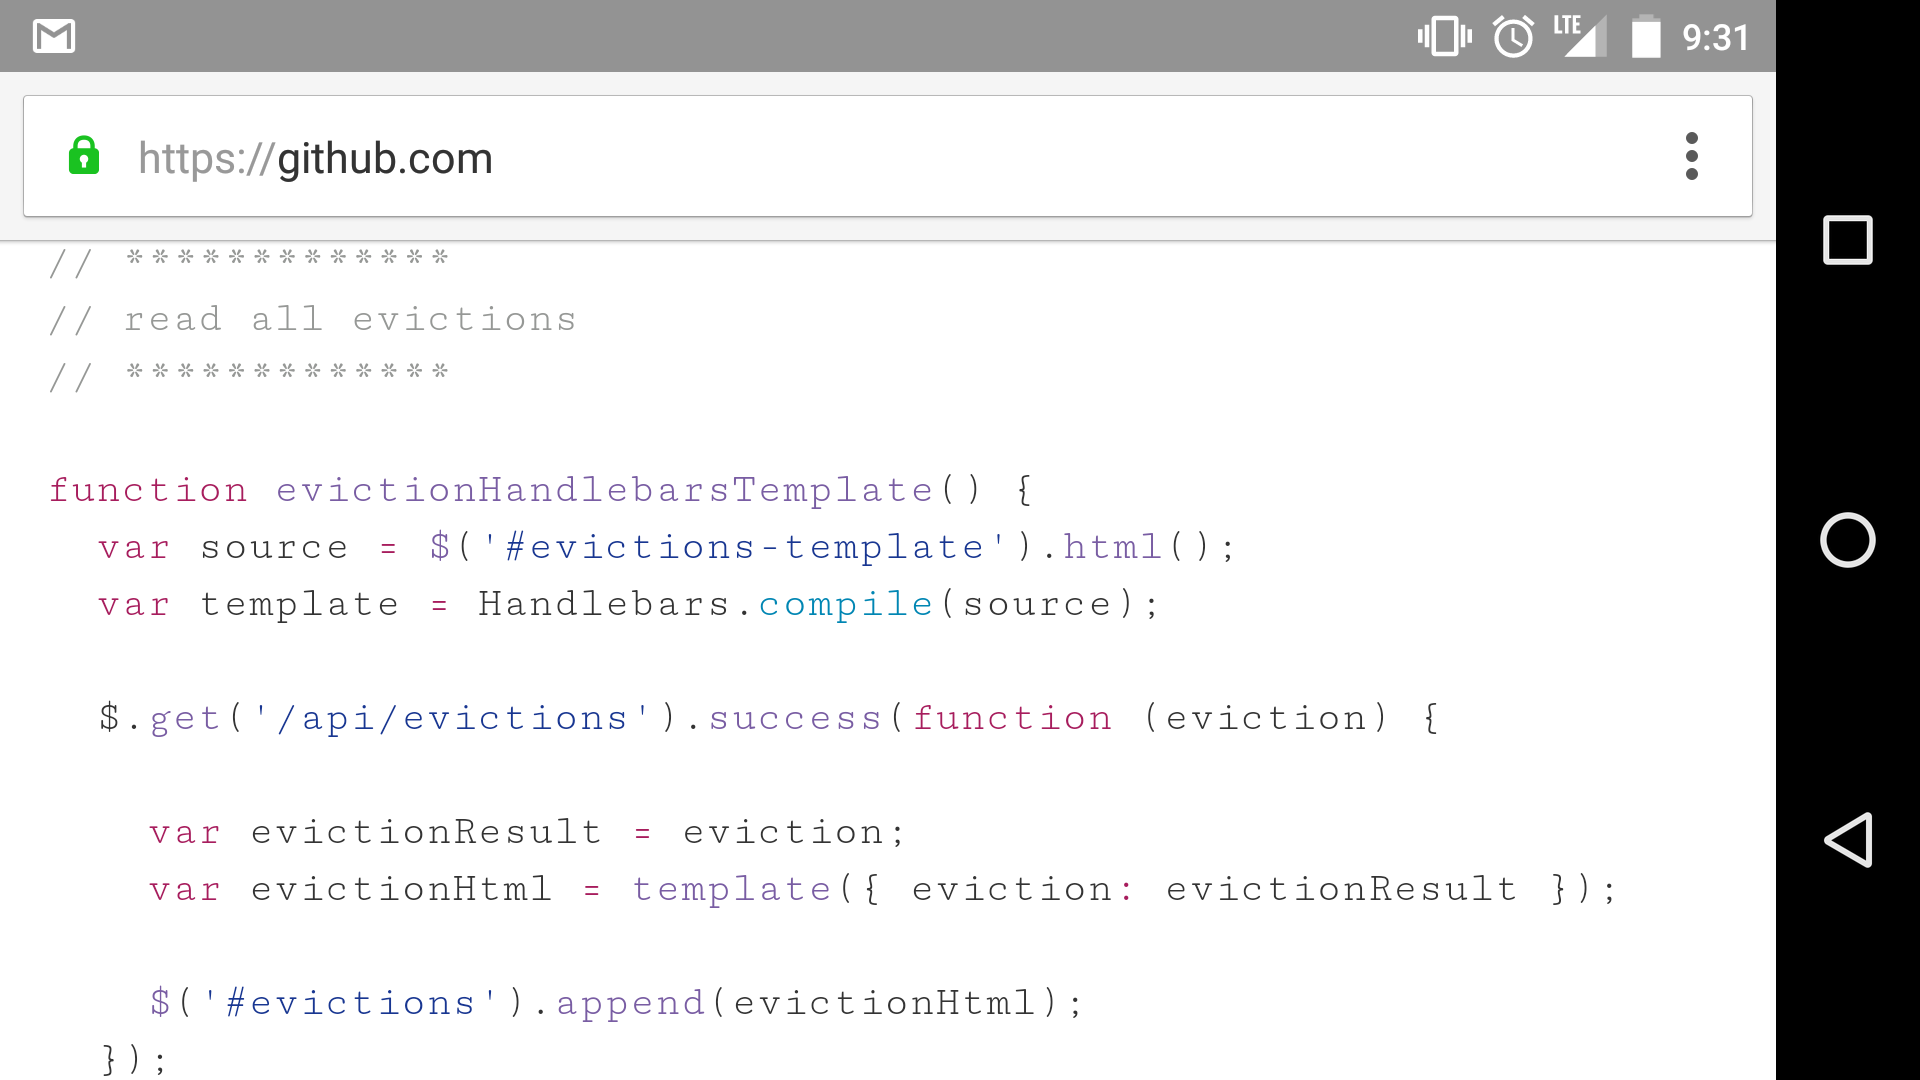 LTE 9:31
https://github.com
// *************
// read all evictions
// *************
function evictionHandlebarsTemplate() {
  var source = $('#evictions-template').html();
  var template = Handlebars.compile(source);
  $.get('/api/evictions').success(function (eviction) {
    var evictionResult = eviction;
    var evictionHtml = template({ eviction: evictionResult });
    $('#evictions').append(evictionHtml);
  });